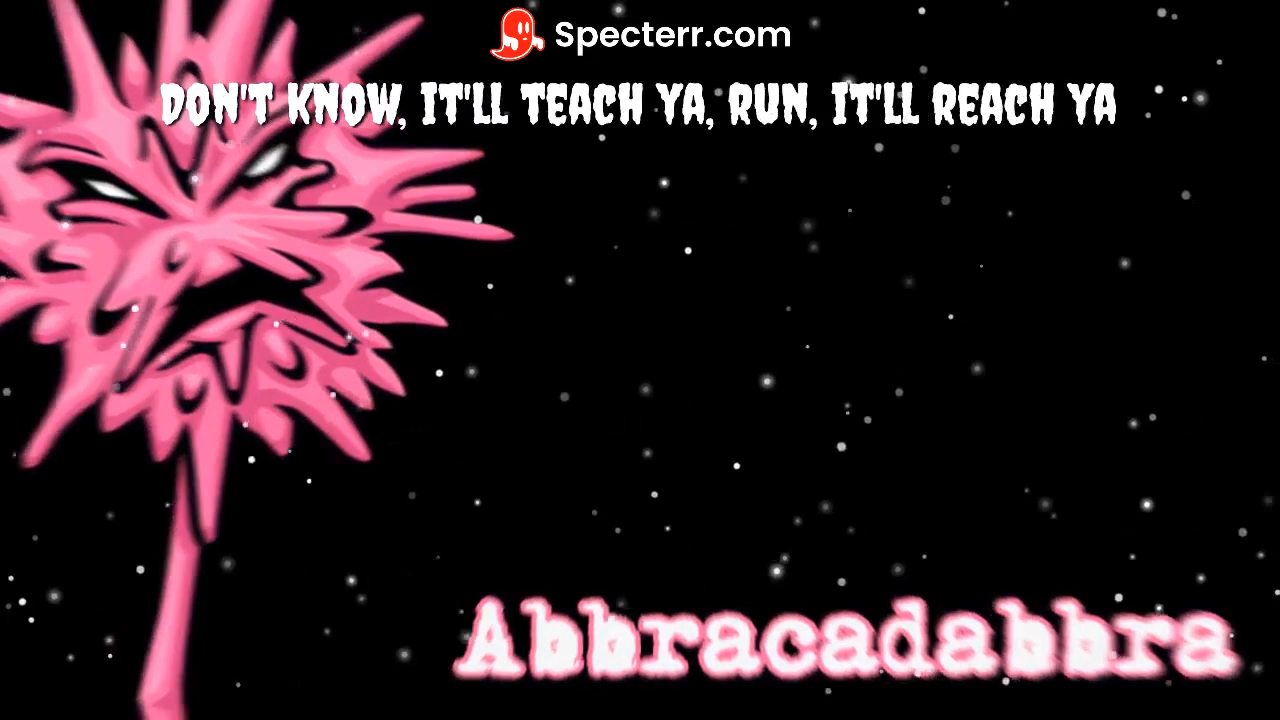 Specterr.com
DON'T KNOW, IT'LL TEACH YA, RUN, IT'LL REACH YA
Abbracadabbra